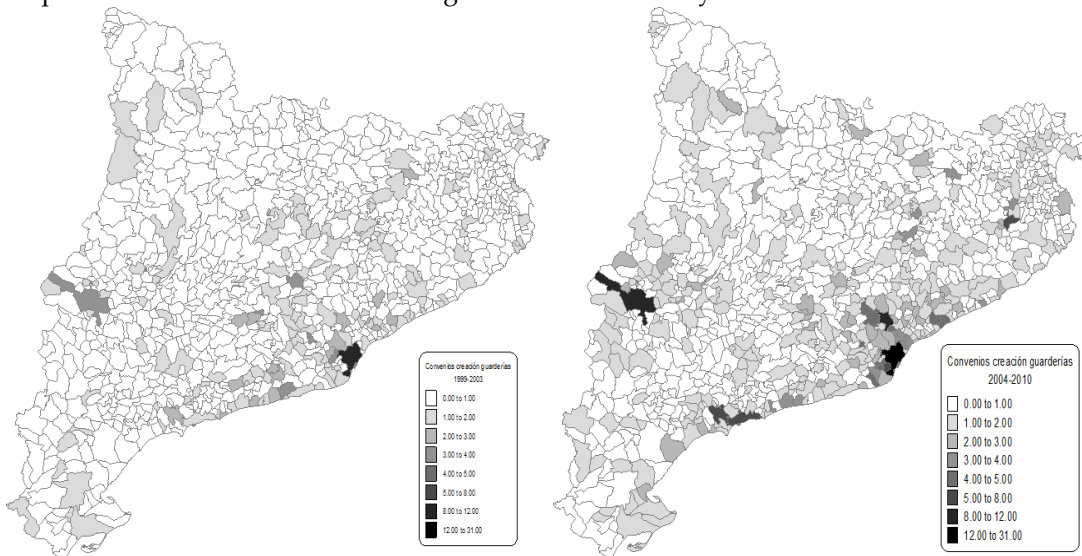 Convenios creación guarderías
1999-2003
0.00 to 1.00
1.00 to 2.00
2.00 to 3.00
3.00 to 4.00
4.00 to 5.00
5.00 to 8.00
8.00 to 12.00
12.00 to 31.00
Convenios creación guarderías
2004-2010
0.00 to 1.00
1.00 to 2.00
2.00 to 3.00
3.00 to 4.00
4.00 to 5.00
5.00 to 8.00
8.00 to 12.00
12.00 to 31.00